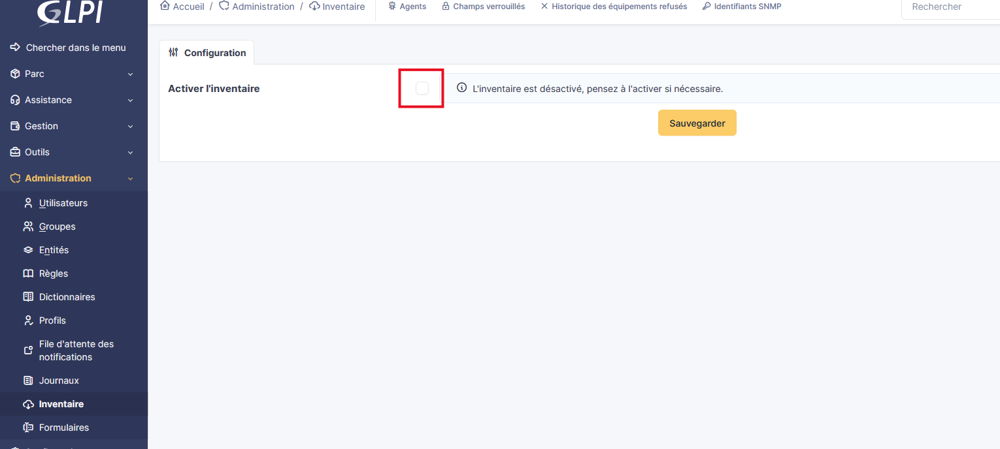 GLPI
Accueil / Administration / Inventaire
Agents
Champs verrouillés
Historique des équipements refusés
Identifiants SNMP
Rechercher
Chercher dans le menu
Parc
Assistance
Gestion
Outils
Administration
Utilisateurs
Groupes
Entités
Règles
Dictionnaires
Profils
File d'attente des
notifications
Journaux
Inventaire
Formulaires
Configuration
Activer l'inventaire
L'inventaire est désactivé, pensez à l'activer si nécessaire.
Sauvegarder